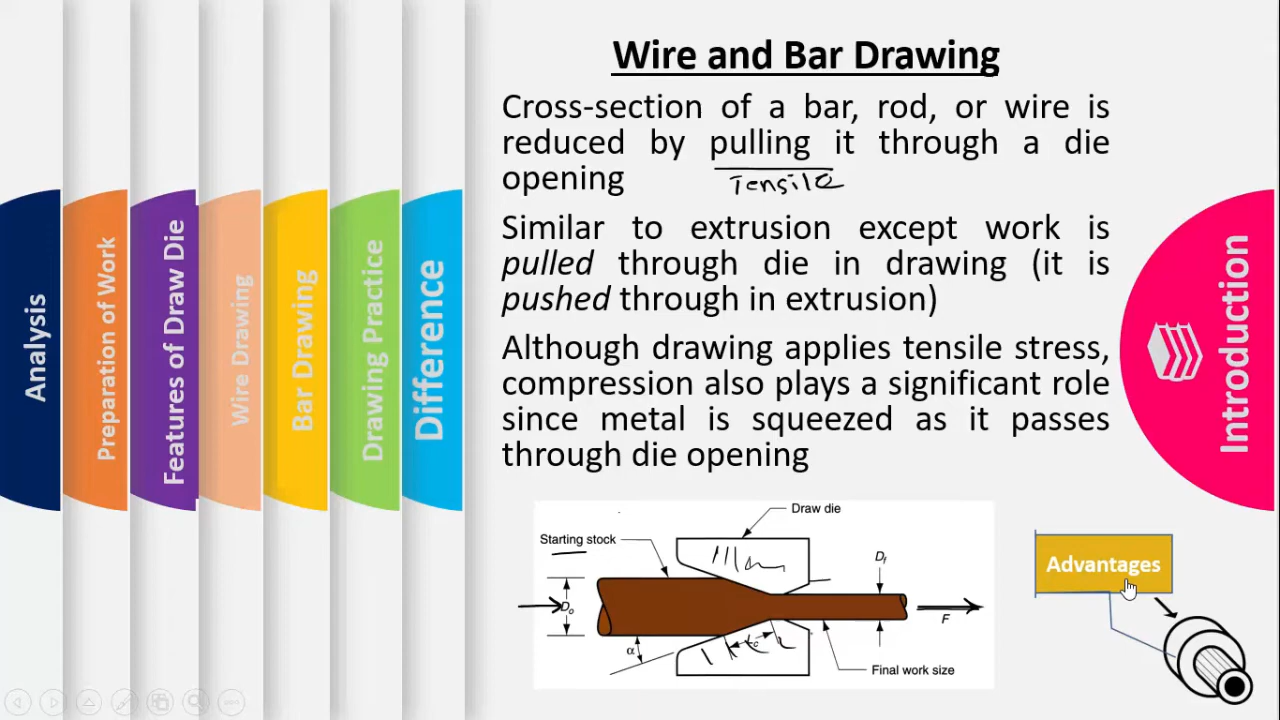 Wire and Bar Drawing
Cross-section of a bar, rod, or wire is
reduced by pulling it through a die
opening
Tensile
Similar to extrusion except work is
pulled through die in drawing (it is
pushed through in extrusion)
Although drawing applies tensile stress,
compression also plays a significant role
since metal is squeezed as it passes
through die opening
Analysis
Preparation of Work
Features of Draw Die
Wire Drawing
Bar Drawing
Drawing Practice
Difference
Introduction
Draw die
Starting stock
Do
Df
F
α
Lc
Final work size
Advantages